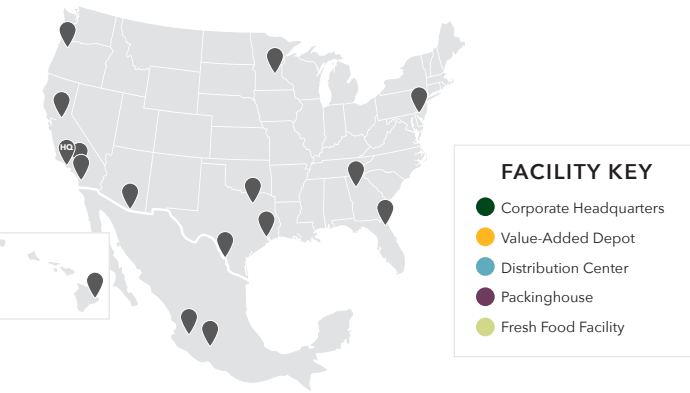 HQ
FACILITY KEY
Corporate Headquarters
Value-Added Depot
Distribution Center
Packinghouse
Fresh Food Facility